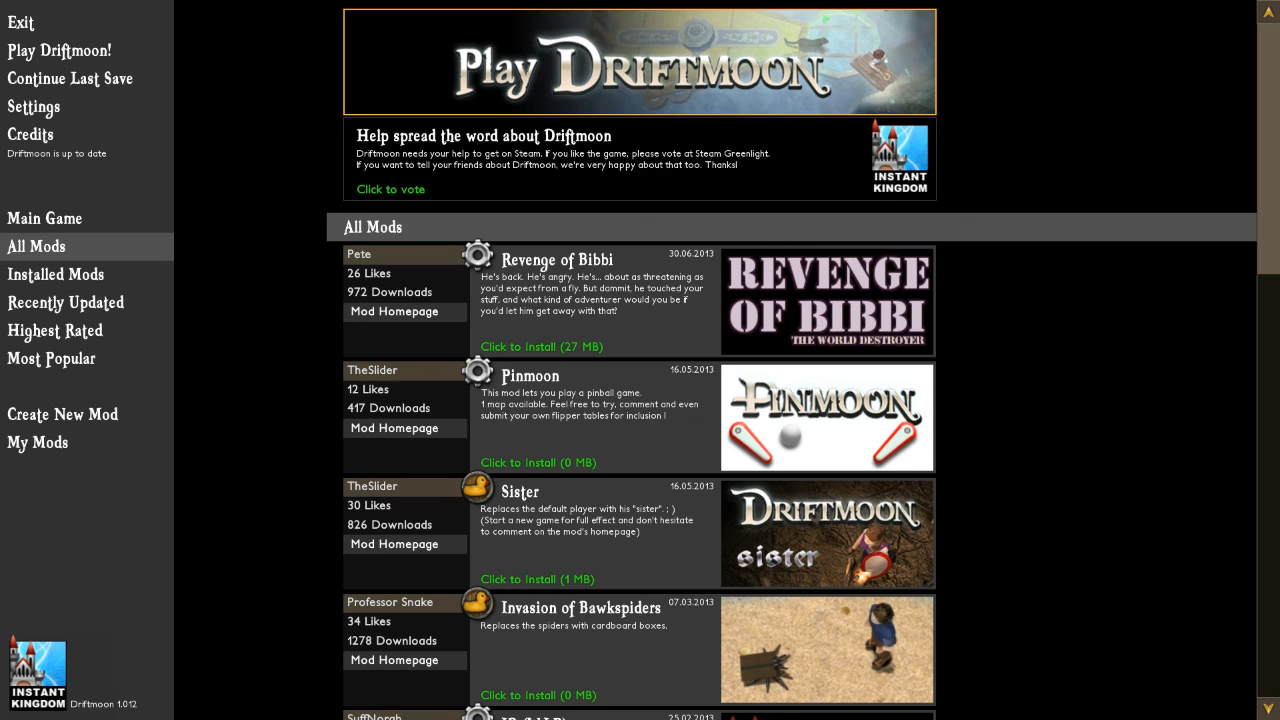 Exit
Play Driftmoon!
Continue Last Save
Settings
Credits
Driftmoon is up to date
Main Game
All Mods
Installed Mods
Recently Updated
Highest Rated
Most Popular
Create New Mod
My Mods
INSTANT
KINGDOM
Driftmoon 1.012
Play DRIFTMOON
Help spread the word about Driftmoon
Driftmoon needs your help to get on Steam. If you like the game, please vote at Steam Greenlight.
If you want to tell your friends about Driftmoon, we're very happy about that too. Thanks!
Click to vote
INSTANT
KINGDOM
All Mods
Pete
26 Likes
972 Downloads
Mod Homepage
Revenge of Bibbi
30.06.2013
He's back. He's angry. He's... about as threatening as
you'd expect from a fly. But dammit, he touched your
stuff, and what kind of adventurer would you be if
you'd let him get away with that?
Click to Install (27 MB)
REVENGE
OF BIBBI
THE WORLD DESTROYER
TheSlider
12 Likes
417 Downloads
Mod Homepage
Pinmoon
16.05.2013
This mod lets you play a pinball game.
1 map available. Feel free to try, comment and even
submit your own flipper tables for inclusion !
Click to Install (0 MB)
PINMOON
TheSlider
30 Likes
826 Downloads
Mod Homepage
Sister
16.05.2013
Replaces the default player with his "sister". ; )
(Start a new game for full effect and don't hesitate
to comment on the mod's homepage)
Click to Install (1 MB)
DRIFTMOON
sister
Professor Snake
34 Likes
1278 Downloads
Mod Homepage
Invasion of Bawkspiders
07.03.2013
Replaces the spiders with cardboard boxes.
Click to Install (0 MB)
SuffNorah
25.02.2013